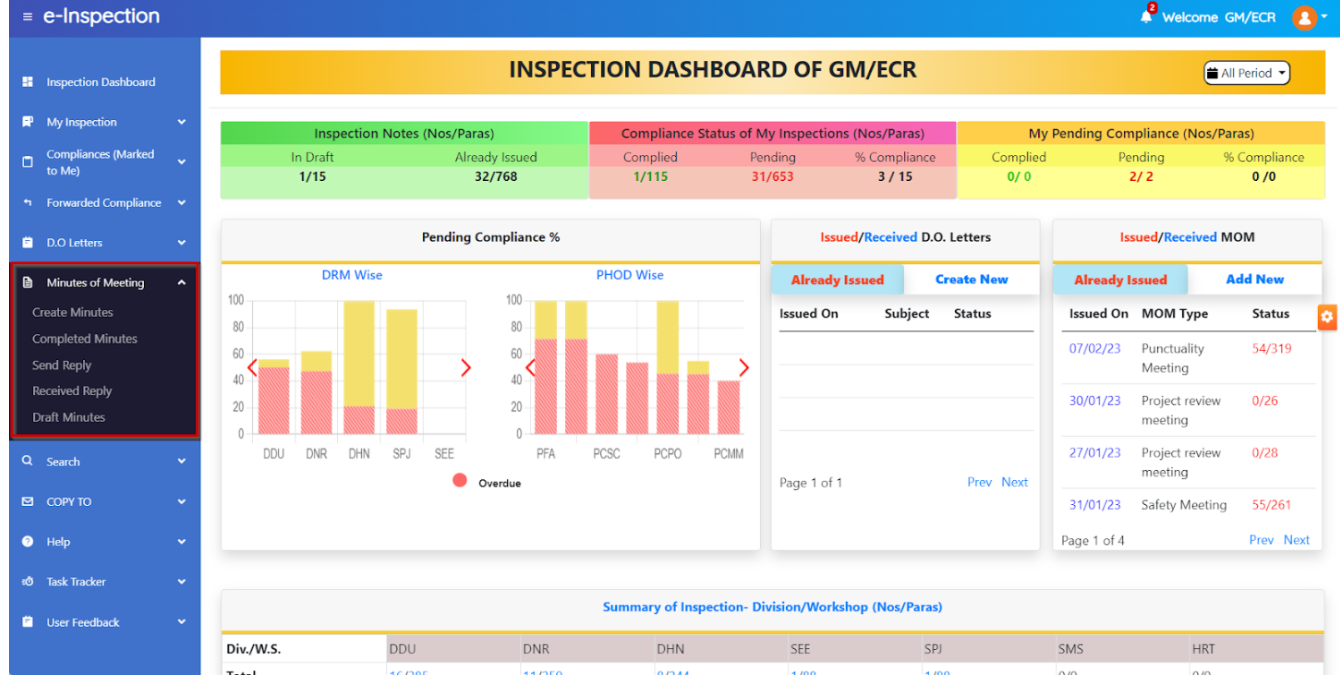 e-Inspection
2
Welcome GM/ECR
Inspection Dashboard
My Inspection
Compliances (Marked
to Me)
Forwarded Compliance
D.O Letters
Minutes of Meeting
Create Minutes
Completed Minutes
Send Reply
Received Reply
Draft Minutes
Search
COPY TO
Help
Task Tracker
User Feedback
INSPECTION DASHBOARD OF GM/ECR
All Period
Inspection Notes (Nos/Paras)
In Draft Already Issued
1/15 32/768
Compliance Status of My Inspections (Nos/Paras)
Complied Pending % Compliance
1/115 31/653 3 / 15
My Pending Compliance (Nos/Paras)
Complied Pending % Compliance
0/ 0 2/ 2 0 /0
Pending Compliance %
DRM Wise
100
80
60
40
20
0
DDU DNR DHN SPJ SEE
PHOD Wise
100
80
60
40
20
0
PFA PCSC PCPO PCMM
Overdue
Issued/Received D.O. Letters
Already Issued Create New
Issued On Subject Status
Page 1 of 1 Prev Next
Issued/Received MOM
Already Issued Add New
Issued On MOM Type Status
07/02/23 Punctuality 54/319
Meeting
30/01/23 Project review 0/26
meeting
27/01/23 Project review 0/28
meeting
31/01/23 Safety Meeting 55/261
Page 1 of 4 Prev Next
Summary of Inspection- Division/Workshop (Nos/Paras)
Div./W.S. DDU DNR DHN SEE SPJ SMS HRT
Total